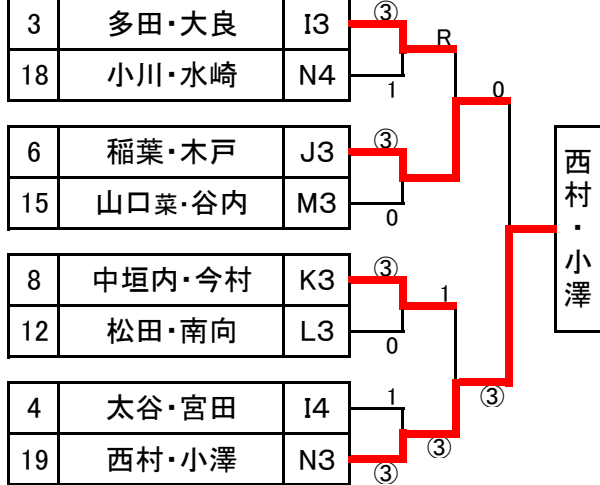 3 多田・大良 I3 ③
R
18 小川・水崎 N4 1
0
6 稲葉・木戸 J3 ③
15 山口菜・谷内 M3 0
西村・小澤
8 中垣内・今村 K3 ③
1
12 松田・南向 L3 0
4 太谷・宮田 I4 1
③
③
19 西村・小澤 N3 ③